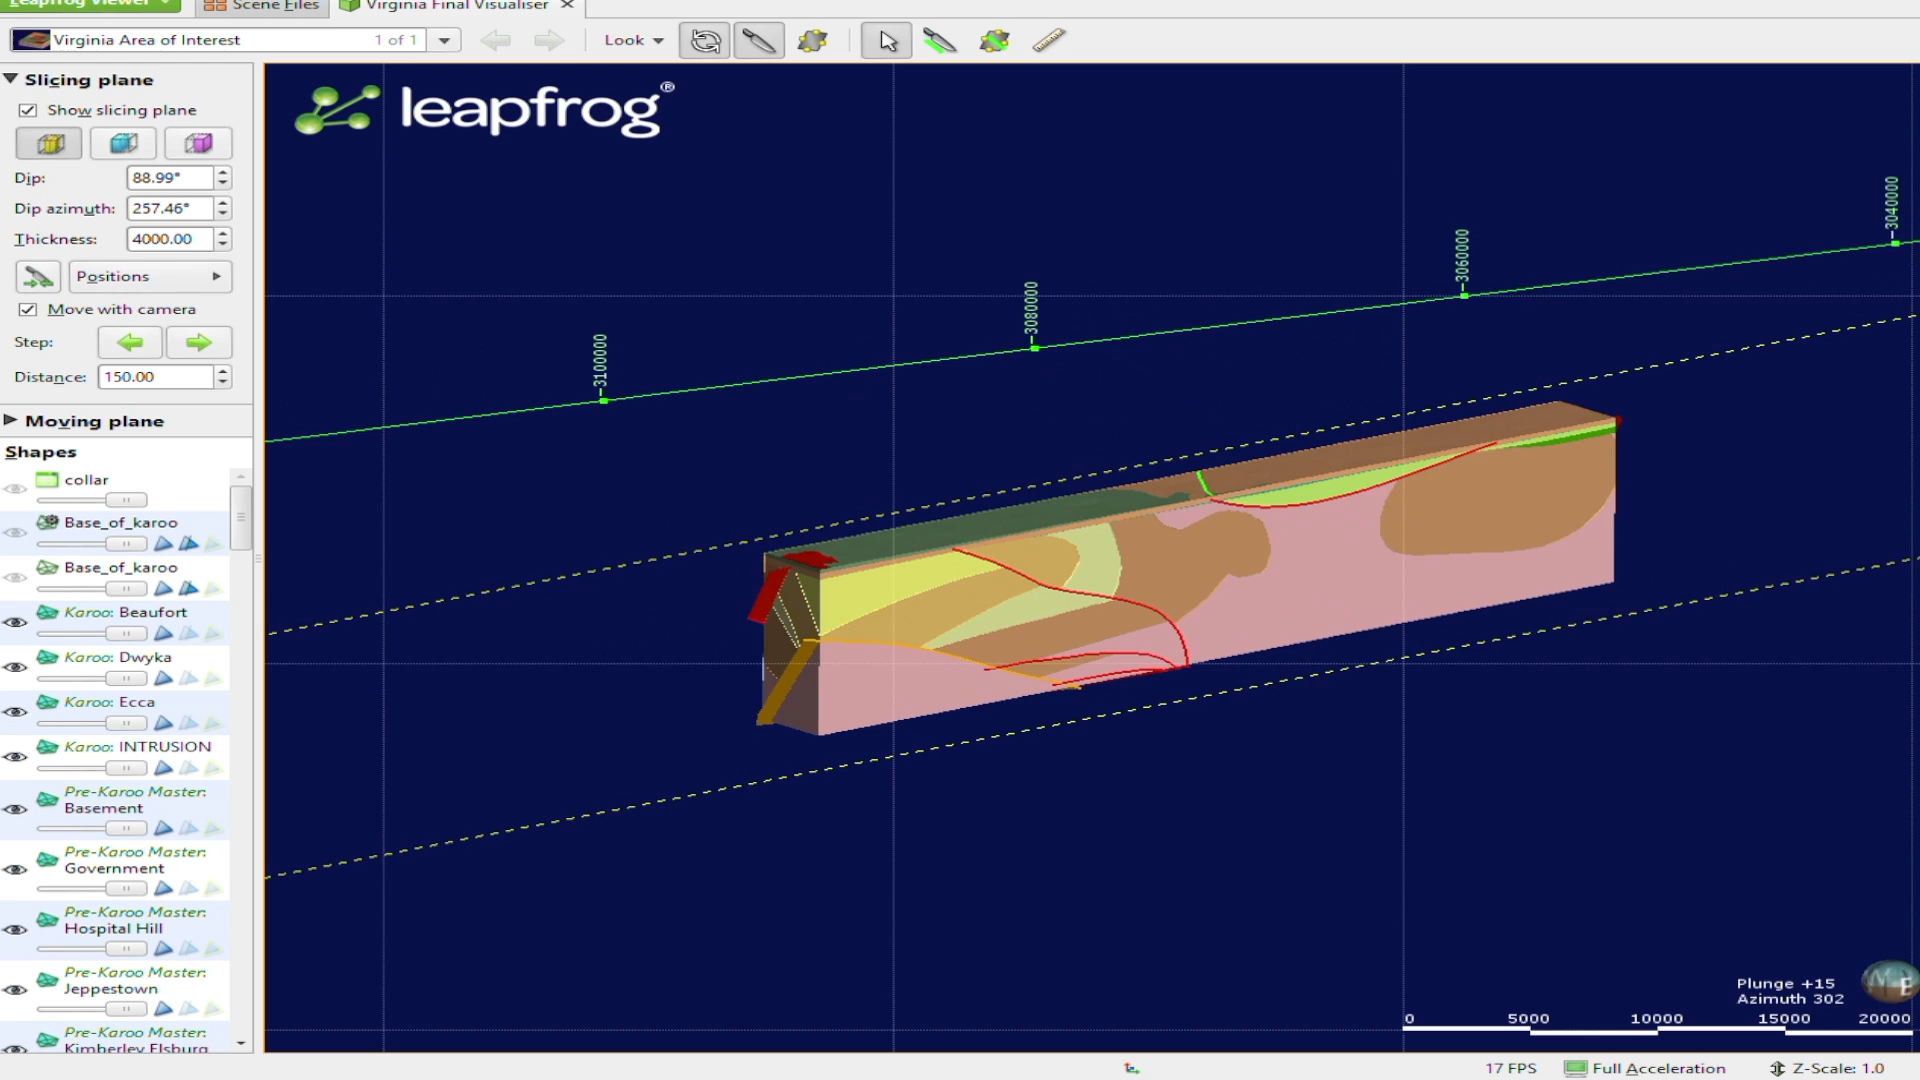 Leapfrog Viewer
Scene Files
Virginia Final Visualiser
Virginia Area of Interest 1 of 1
Look
Slicing plane
Show slicing plane
Dip: 88.99°
Dip azimuth: 257.46°
Thickness: 4000.00
Positions
Move with camera
Step:
Distance: 150.00
Moving plane
Shapes
collar
Base_of_karoo
Base_of_karoo
Karoo: Beaufort
Karoo: Dwyka
Karoo: Ecca
Karoo: INTRUSION
Pre-Karoo Master:
Basement
Pre-Karoo Master:
Government
Pre-Karoo Master:
Hospital Hill
Pre-Karoo Master:
Jeppestown
Pre-Karoo Master:
Kimberley Elsburg
leapfrog®
-3100000
-3080000
-3060000
-3040000
Plunge +15
Azimuth 302
N E
0 5000 10000 15000 20000
17 FPS Full Acceleration Z-Scale: 1.0